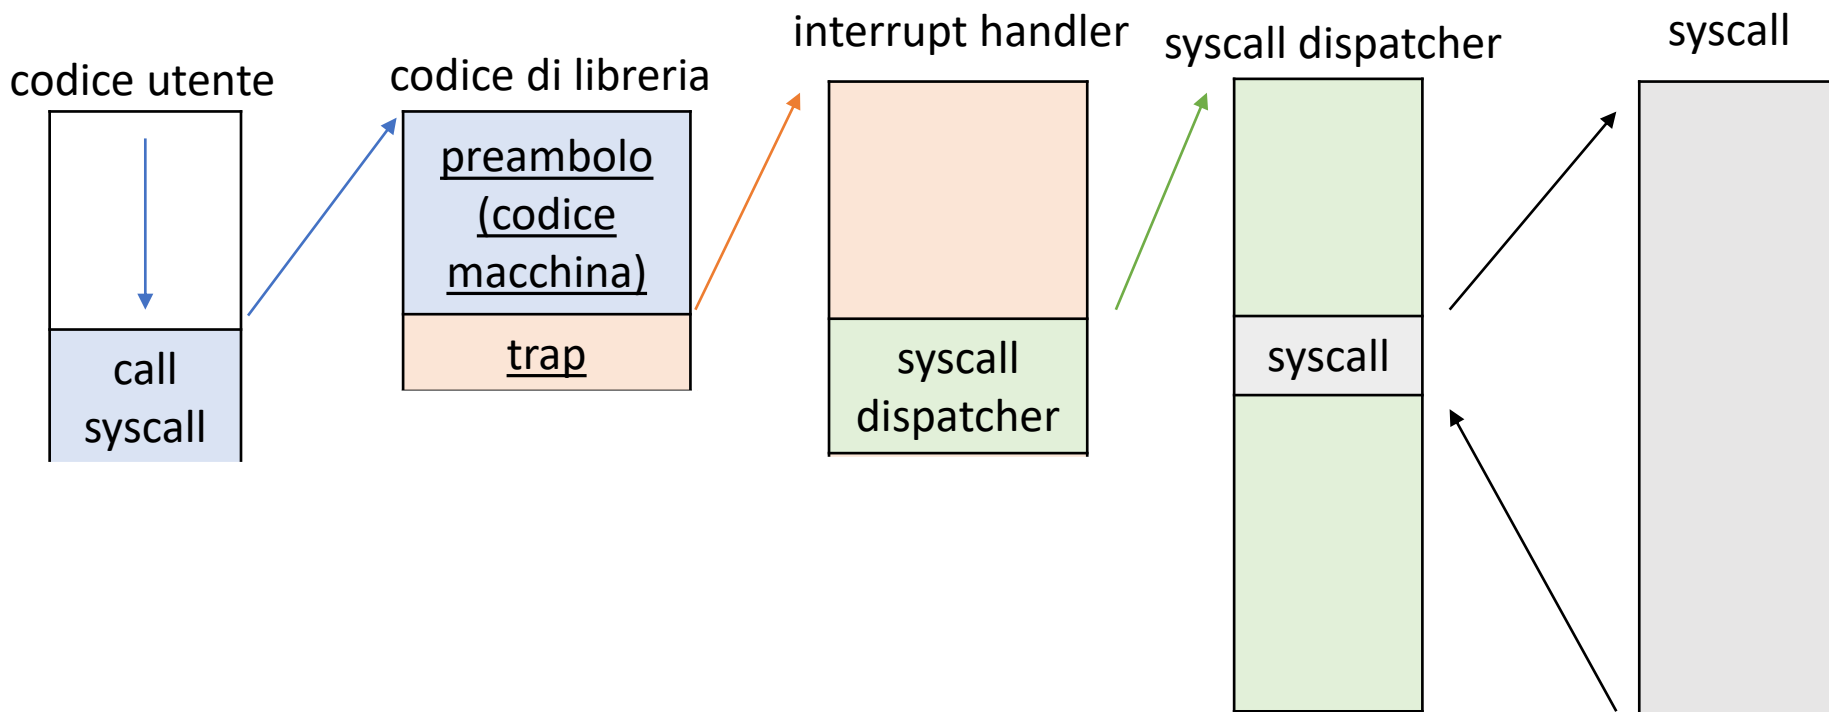 codice utente
call
syscall
codice di libreria
preambolo
(codice
macchina)
trap
interrupt handler
syscall
dispatcher
syscall dispatcher
syscall
syscall